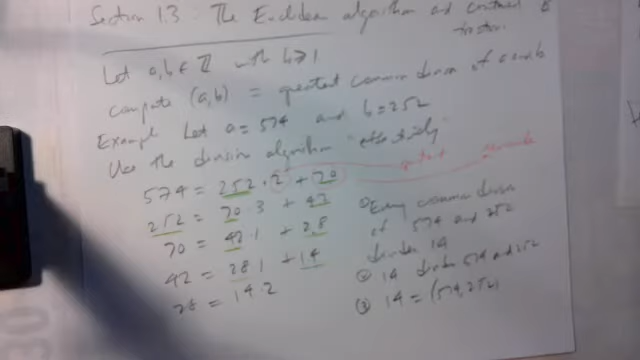 Section 1.3 : The Euclidean algorithm and continued
fractions
Let a, b ∈ ℤ with b ≥ 1
compute (a, b) = greatest common divisor of a and b
Example Let a = 574 and b = 252
Use the division algorithm "effectively"
574 = 252 · 2 + 70
quotient remainder
252 = 70 · 3 + 42
70 = 42 · 1 + 28
42 = 28 · 1 + 14
28 = 14 · 2
① Every common divisor
of 574 and 252
divides 14
② 14 divides 574 and 252
③ 14 = (574, 252)